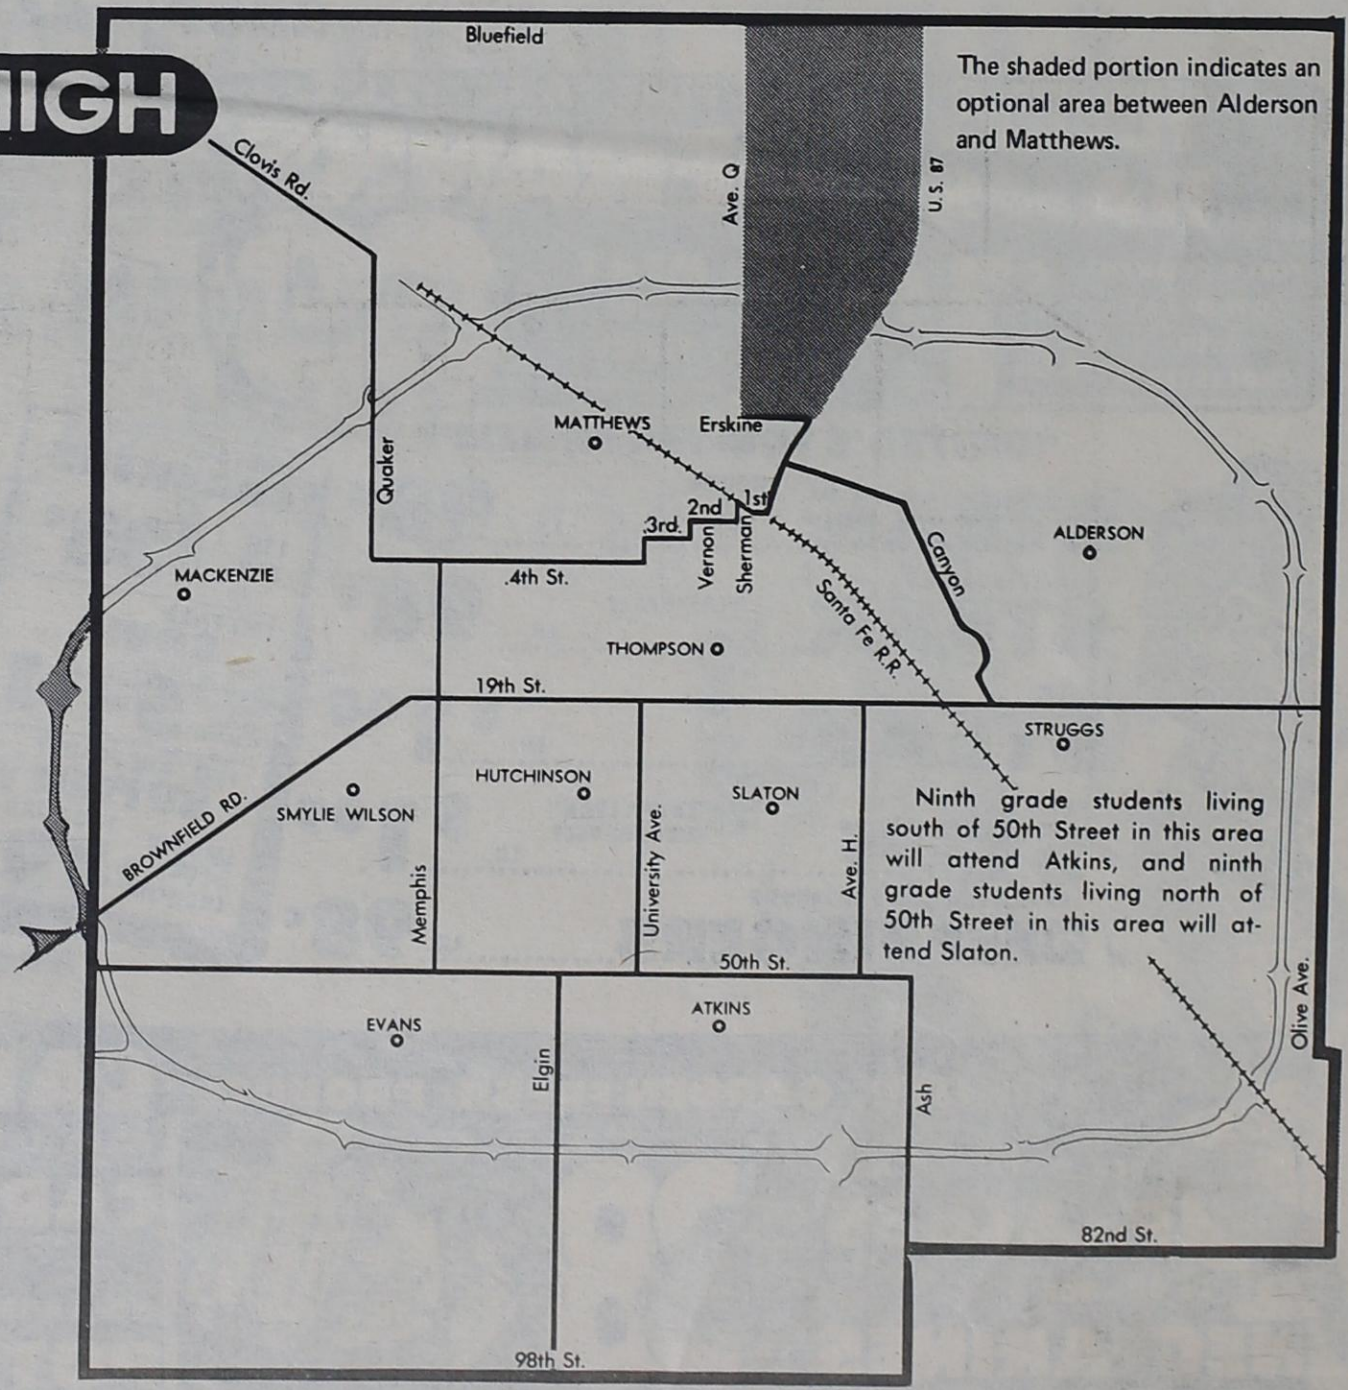 Bluefield
HIGH
The shaded portion indicates an
optional area between Alderson
and Matthews.
Clovis Rd.
Ave. Q
U.S. 87
MATTHEWS
Erskine
Quaker
1st
2nd
3rd.
Vernon
Sherman
4th St.
Canyon
ALDERSON
MACKENZIE
Santa Fe R.R.
THOMPSON
19th St.
STRUGGS
HUTCHINSON
SLATON
SMYLIE WILSON
BROWNFIELD RD.
Memphis
University Ave.
Ave. H.
Ninth grade students living
south of 50th Street in this area
will attend Atkins, and ninth
grade students living north of
50th Street in this area will at-
tend Slaton.
50th St.
Olive Ave.
EVANS
ATKINS
Elgin
Ash
82nd St.
98th St.